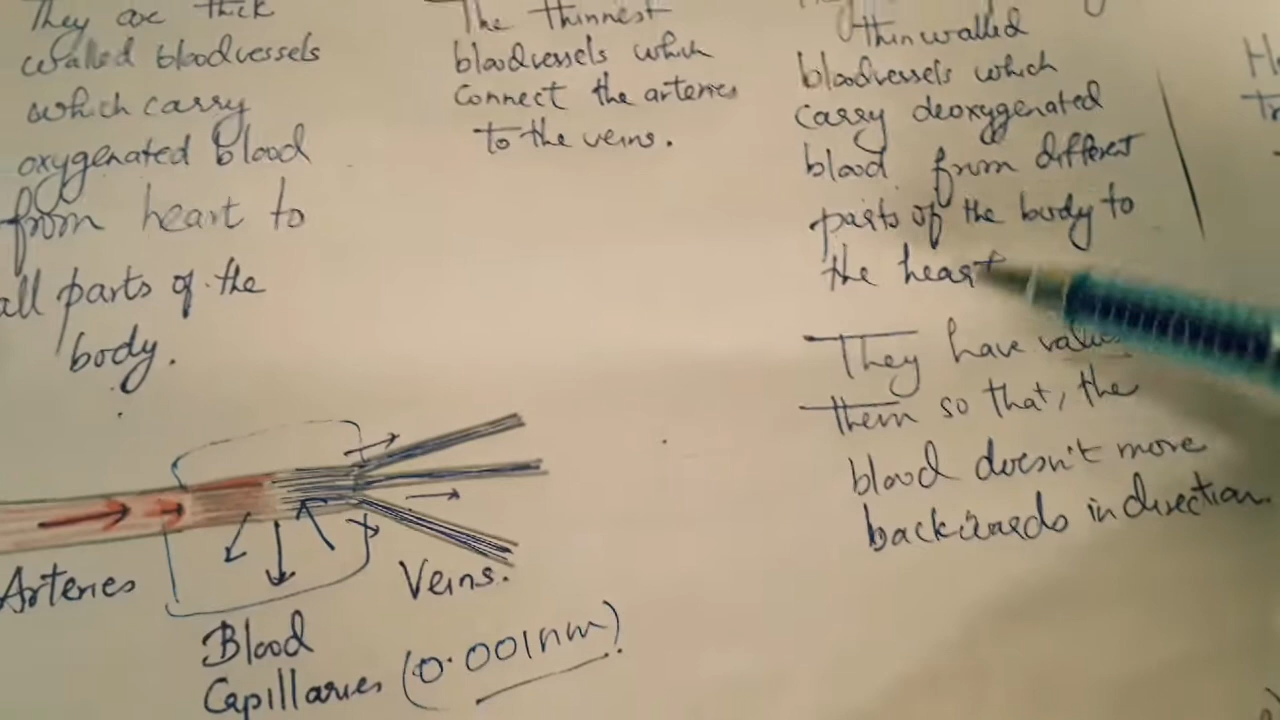 They are thick
walled bloodvessels
which carry
oxygenated blood
from heart to
all parts of the
body.
The thinnest
bloodvessels which
connect the arteries
to the veins.
thin walled
bloodvessels which
carry deoxygenated
blood from different
parts of the body to
the heart
They have
them so that, the
blood doesn't more
backwards in direction.
Arteries
Blood
Capillaries (0.001nm).
Veins.